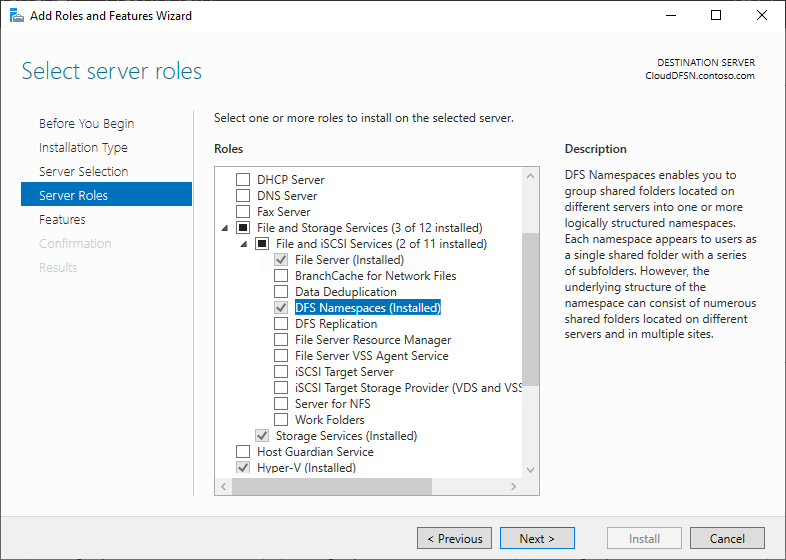 Add Roles and Features Wizard
Select server roles
DESTINATION SERVER
CloudDFSN.contoso.com
Before You Begin
Installation Type
Server Selection
Server Roles
Features
Confirmation
Results
Select one or more roles to install on the selected server.
Roles
DHCP Server
DNS Server
Fax Server
File and Storage Services (3 of 12 installed)
File and iSCSI Services (2 of 11 installed)
File Server (Installed)
BranchCache for Network Files
Data Deduplication
DFS Namespaces (Installed)
DFS Replication
File Server Resource Manager
File Server VSS Agent Service
iSCSI Target Server
iSCSI Target Storage Provider (VDS and VSS
Server for NFS
Work Folders
Storage Services (Installed)
Host Guardian Service
Hyper-V (Installed)
Description
DFS Namespaces enables you to
group shared folders located on
different servers into one or more
logically structured namespaces.
Each namespace appears to users as
a single shared folder with a series
of subfolders. However, the
underlying structure of the
namespace can consist of numerous
shared folders located on different
servers and in multiple sites.
< Previous
Next >
Install
Cancel